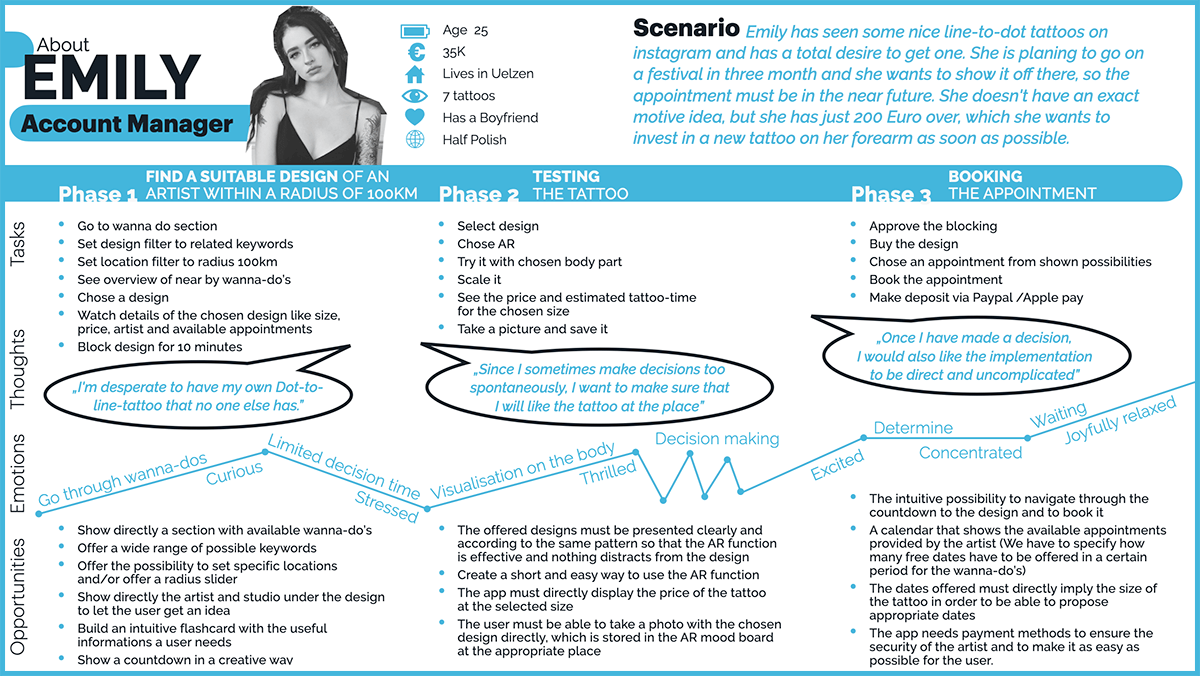 About
EMILY
Account Manager
Age 25
35K
Lives in Uelzen
7 tattoos
Has a Boyfriend
Half Polish
Scenario Emily has seen some nice line-to-dot tattoos on
instagram and has a total desire to get one. She is planing to go on
a festival in three month and she wants to show it off there, so the
appointment must be in the near future. She doesn't have an exact
motive idea, but she has just 200 Euro over, which she wants to
invest in a new tattoo on her forearm as soon as possible.
Phase 1
FIND A SUITABLE DESIGN OF AN
ARTIST WITHIN A RADIUS OF 100KM
Phase 2
TESTING
THE TATTOO
Phase 3
BOOKING
THE APPOINTMENT
Tasks
• Go to wanna do section
• Set design filter to related keywords
• Set location filter to radius 100km
• See overview of near by wanna-do's
• Chose a design
• Watch details of the chosen design like size,
price, artist and available appointments
• Block design for 10 minutes
• Select design
• Chose AR
• Try it with chosen body part
• Scale it
• See the price and estimated tattoo-time
for the chosen size
• Take a picture and save it
• Approve the blocking
• Buy the design
• Chose an appointment from shown possibilities
• Book the appointment
• Make deposit via Paypal /Apple pay
Thoughts
„I'm desperate to have my own Dot-to-
line-tattoo that no one else has.”
„Since I sometimes make decisions too
spontaneously, I want to make sure that
I will like the tattoo at the place”
„Once I have made a decision,
I would also like the implementation
to be direct and uncomplicated”
Emotions
Go through wanna-dos
Curious
Limited decision time
Stressed
Visualisation on the body
Thrilled
Decision making
Excited
Determine
Concentrated
Waiting
Joyfully relaxed
Opportunities
• Show directly a section with available wanna-do's
• Offer a wide range of possible keywords
• Offer the possibility to set specific locations
and/or offer a radius slider
• Show directly the artist and studio under the design
to let the user get an idea
• Build an intuitive flashcard with the useful
informations a user needs
• Show a countdown in a creative way
• The offered designs must be presented clearly and
according to the same pattern so that the AR function
is effective and nothing distracts from the design
• Create a short and easy way to use the AR function
• The app must directly display the price of the tattoo
at the selected size
• The user must be able to take a photo with the chosen
design directly, which is stored in the AR mood board
at the appropriate place
• The intuitive possibility to navigate through the
countdown to the design and to book it
• A calendar that shows the available appointments
provided by the artist (We have to specify how
many free dates have to be offered in a certain
period for the wanna-do's)
• The dates offered must directly imply the size of
the tattoo in order to be able to propose
appropriate dates
• The app needs payment methods to ensure the
security of the artist and to make it as easy as
possible for the user.